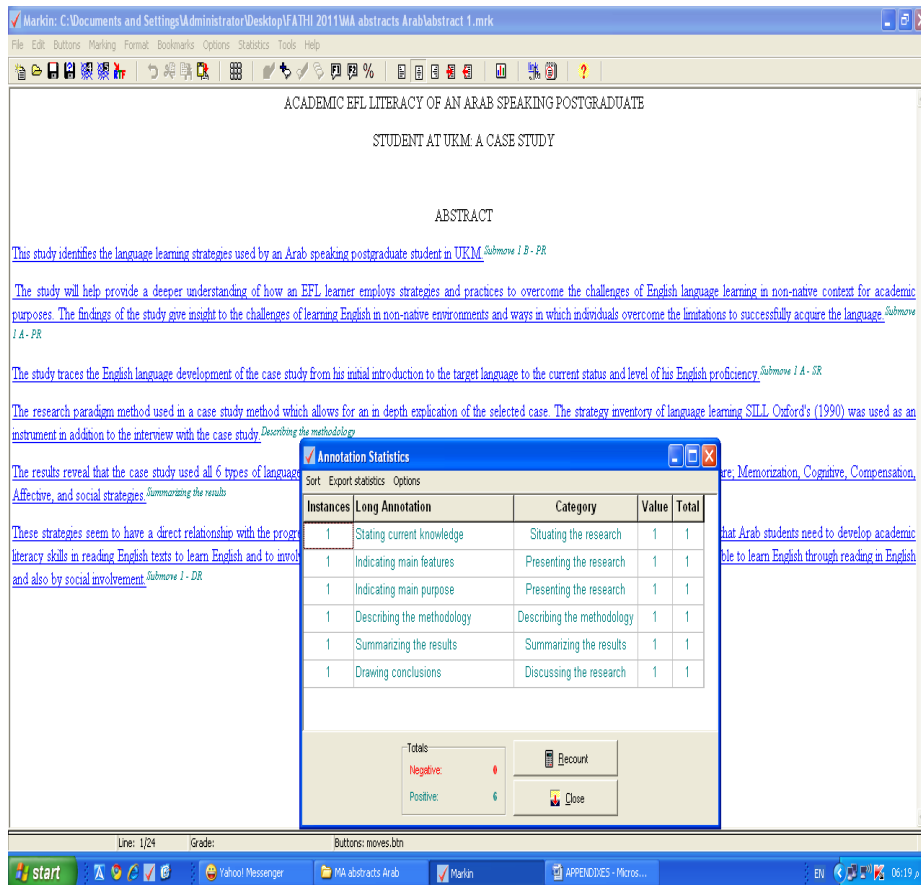 Markin: C:\Documents and Settings\Administrator\Desktop\FATHI 2011\MA abstracts Arab\abstract 1.mrk
File Edit Buttons Marking Format Bookmarks Options Statistics Tools Help
ACADEMIC EFL LITERACY OF AN ARAB SPEAKING POSTGRADUATE
STUDENT AT UKM: A CASE STUDY
ABSTRACT
This study identifies the language learning strategies used by an Arab speaking postgraduate student in UKM. Submove 1 B - PR
The study will help provide a deeper understanding of how an EFL learner employs strategies and practices to overcome the challenges of English language learning in non-native context for academic
purposes. The findings of the study give insight to the challenges of learning English in non-native environments and ways in which individuals overcome the limitations to successfully acquire the language. Submove
1 A - PR
The study traces the English language development of the case study from his initial introduction to the target language to the current status and level of his English proficiency. Submove 1 A - SR
The research paradigm method used in a case study method which allows for an in depth explication of the selected case. The strategy inventory of language learning SILL Oxford's (1990) was used as an
instrument in addition to the interview with the case study. Describing the methodology
The results reveal that the case study used all 6 types of language are; Memorization, Cognitive, Compensation,
Affective, and social strategies. Summarizing the results
These strategies seem to have a direct relationship with the progre that Arab students need to develop academic
literacy skills in reading English texts to learn English and to involv ble to learn English through reading in English
and also by social involvement. Submove 1 - DR
Annotation Statistics
Sort Export statistics Options
Instances Long Annotation Category Value Total
1 Stating current knowledge Situating the research 1 1
1 Indicating main features Presenting the research 1 1
1 Indicating main purpose Presenting the research 1 1
1 Describing the methodology Describing the methodology 1 1
1 Summarizing the results Summarizing the results 1 1
1 Drawing conclusions Discussing the research 1 1
Totals
Negative: 0
Positive: 6
Recount
Close
Line: 1/24 Grade: Buttons: moves.btn
start Yahoo! Messenger MA abstracts Arab Markin APPENDIXES - Micros... EN 06:19